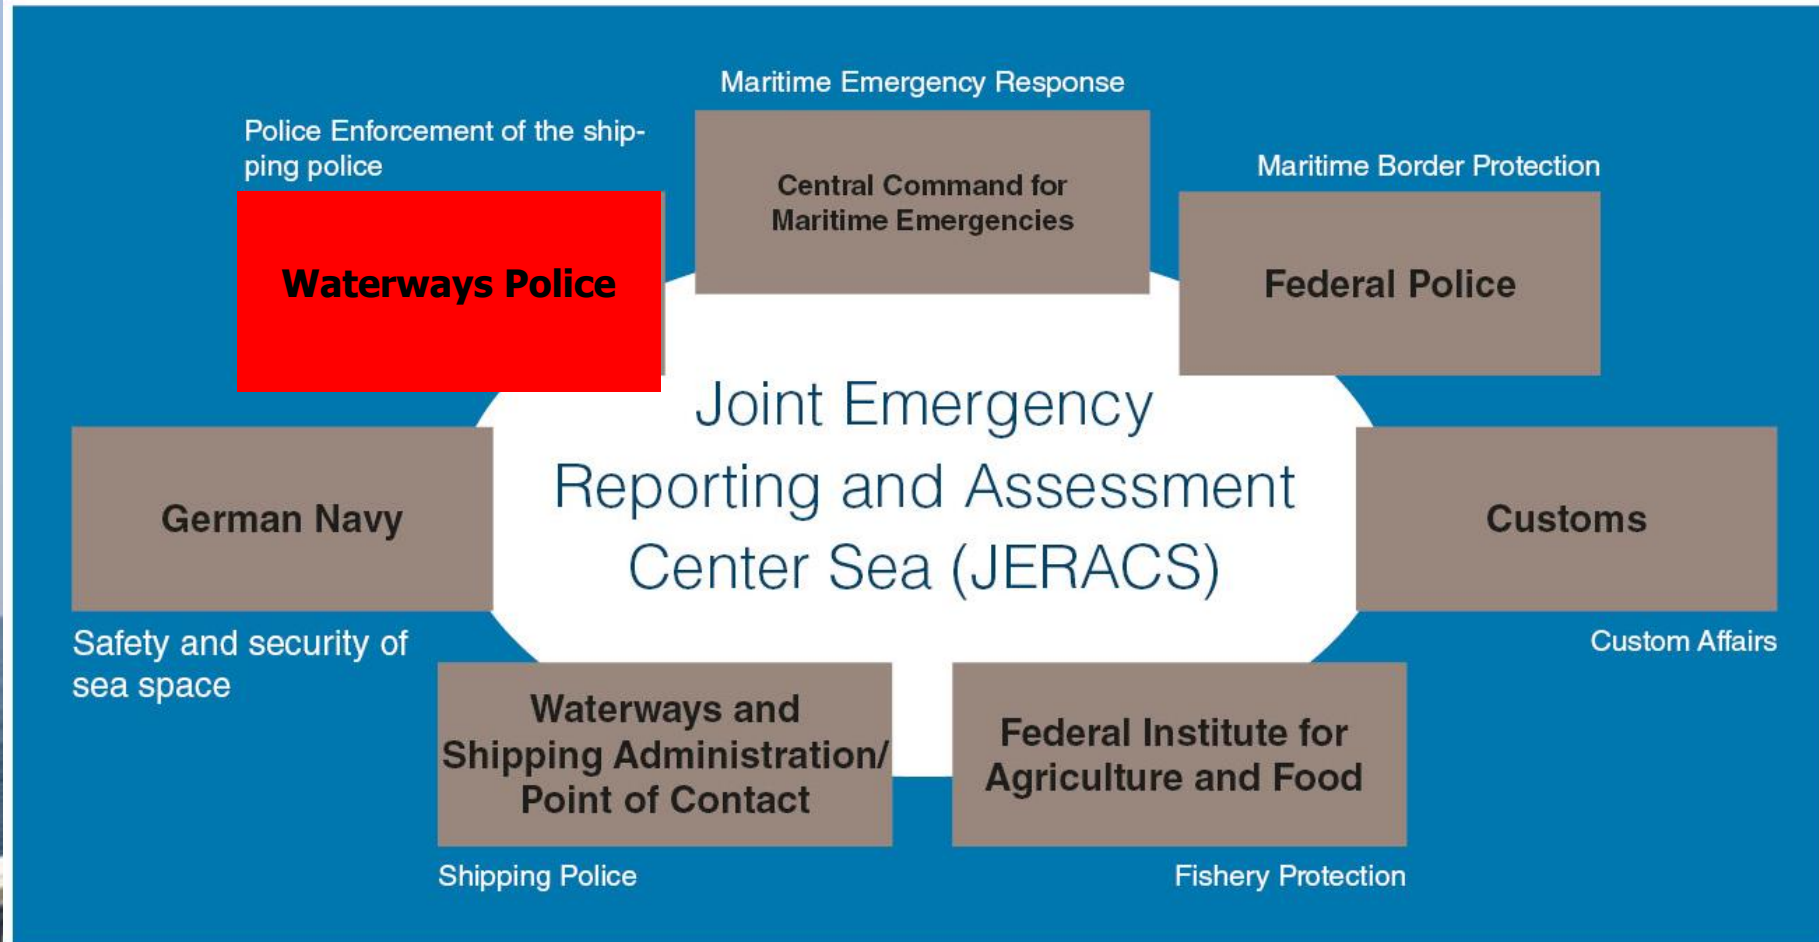 Maritime Emergency Response
Police Enforcement of the ship-
ping police
Maritime Border Protection
Central Command for
Maritime Emergencies
Waterways Police
Federal Police
Joint Emergency
Reporting and Assessment
Center Sea (JERACS)
German Navy
Customs
Safety and security of
sea space
Custom Affairs
Waterways and
Shipping Administration/
Point of Contact
Federal Institute for
Agriculture and Food
Shipping Police
Fishery Protection